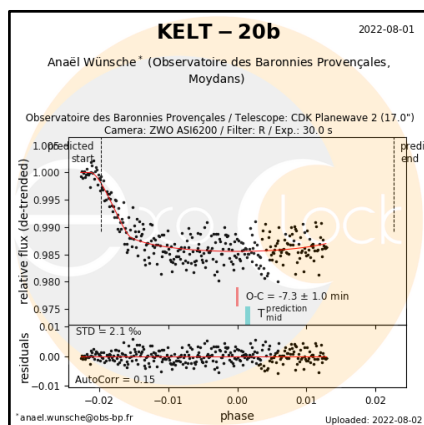 KELT – 20b
2022-08-01
Anaël Wünsche* (Observatoire des Baronnies Provençales,
Moydans)
Observatoire des Baronnies Provençales / Telescope: CDK Planewave 2 (17.0")
Camera: ZWO ASI6200 / Filter: R / Exp.: 30.0 s
relative flux (de-trended)
1.005
1.000
0.995
0.990
0.985
0.980
0.975
predicted
start
end
O-C = -7.3 ± 1.0 min
T prediction mid
residuals
0.01
0.00
−0.01
STD = 2.1 ‰
AutoCorr = 0.15
−0.02
−0.01
0.00
0.01
0.02
phase
*anael.wunsche@obs-bp.fr
Uploaded: 2022-08-02